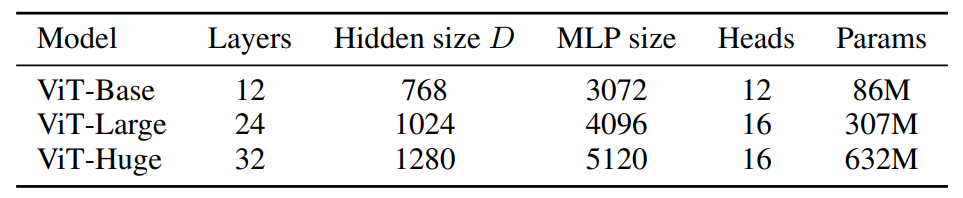 Model Layers Hidden size D MLP size Heads Params
ViT-Base 12 768 3072 12 86M
ViT-Large 24 1024 4096 16 307M
ViT-Huge 32 1280 5120 16 632M